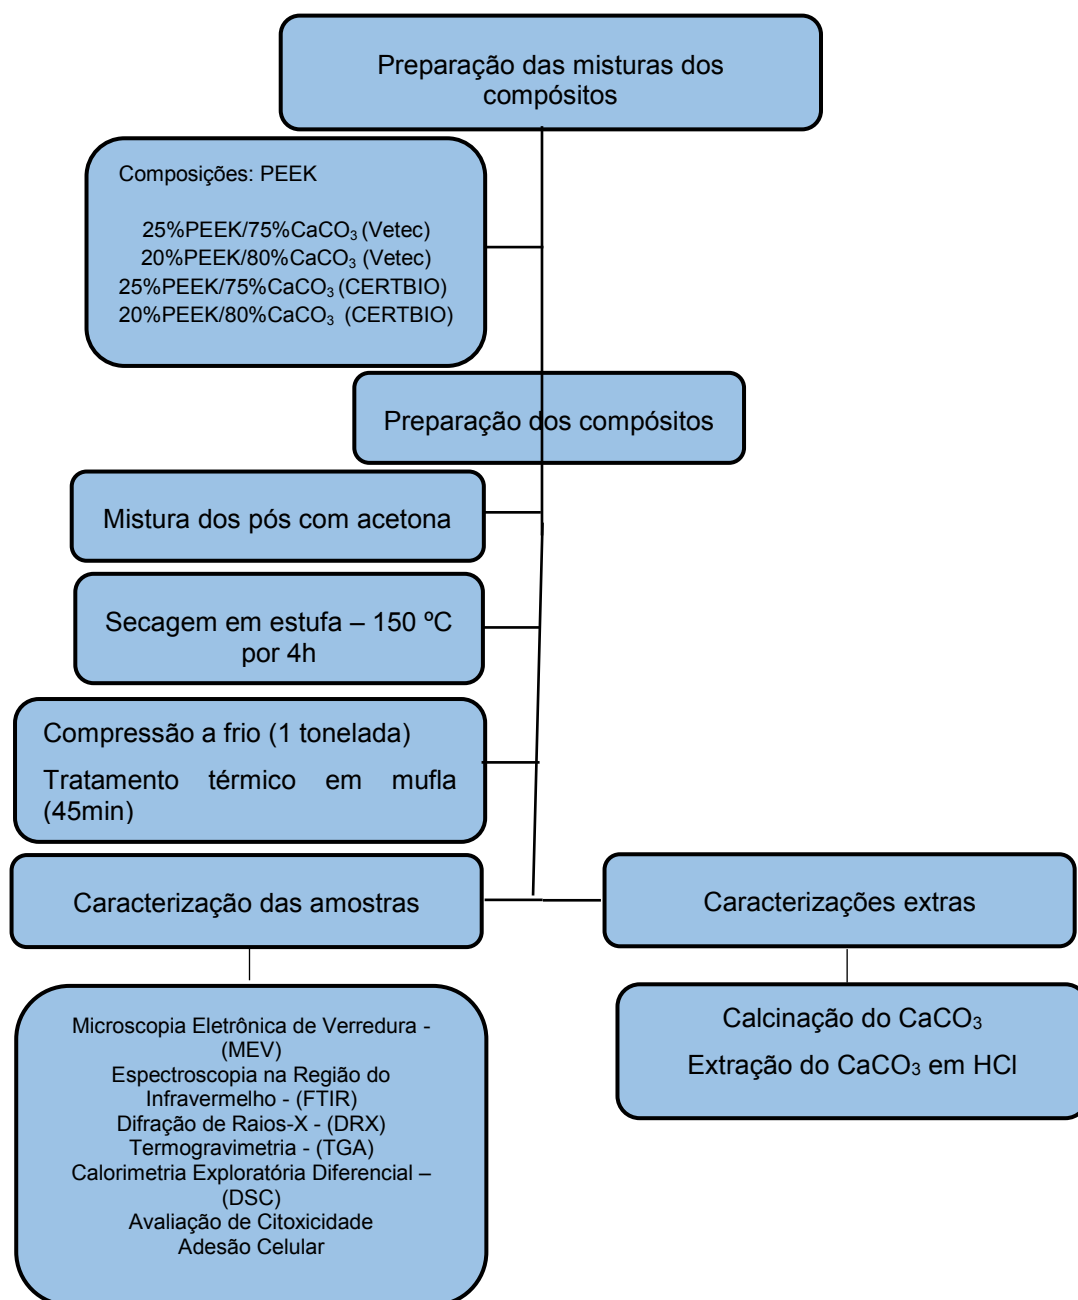 Preparação das misturas dos
compósitos
Composições: PEEK
25%PEEK/75%CaCO₃ (Vetec)
20%PEEK/80%CaCO₃ (Vetec)
25%PEEK/75%CaCO₃ (CERTBIO)
20%PEEK/80%CaCO₃ (CERTBIO)
Preparação dos compósitos
Mistura dos pós com acetona
Secagem em estufa – 150 ºC
por 4h
Compressão a frio (1 tonelada)
Tratamento térmico em mufla
(45min)
Caracterização das amostras
Caracterizações extras
Microscopia Eletrônica de Verredura -
(MEV)
Espectroscopia na Região do
Infravermelho - (FTIR)
Difração de Raios-X - (DRX)
Termogravimetria - (TGA)
Calorimetria Exploratória Diferencial –
(DSC)
Avaliação de Citoxicidade
Adesão Celular
Calcinação do CaCO₃
Extração do CaCO₃ em HCl